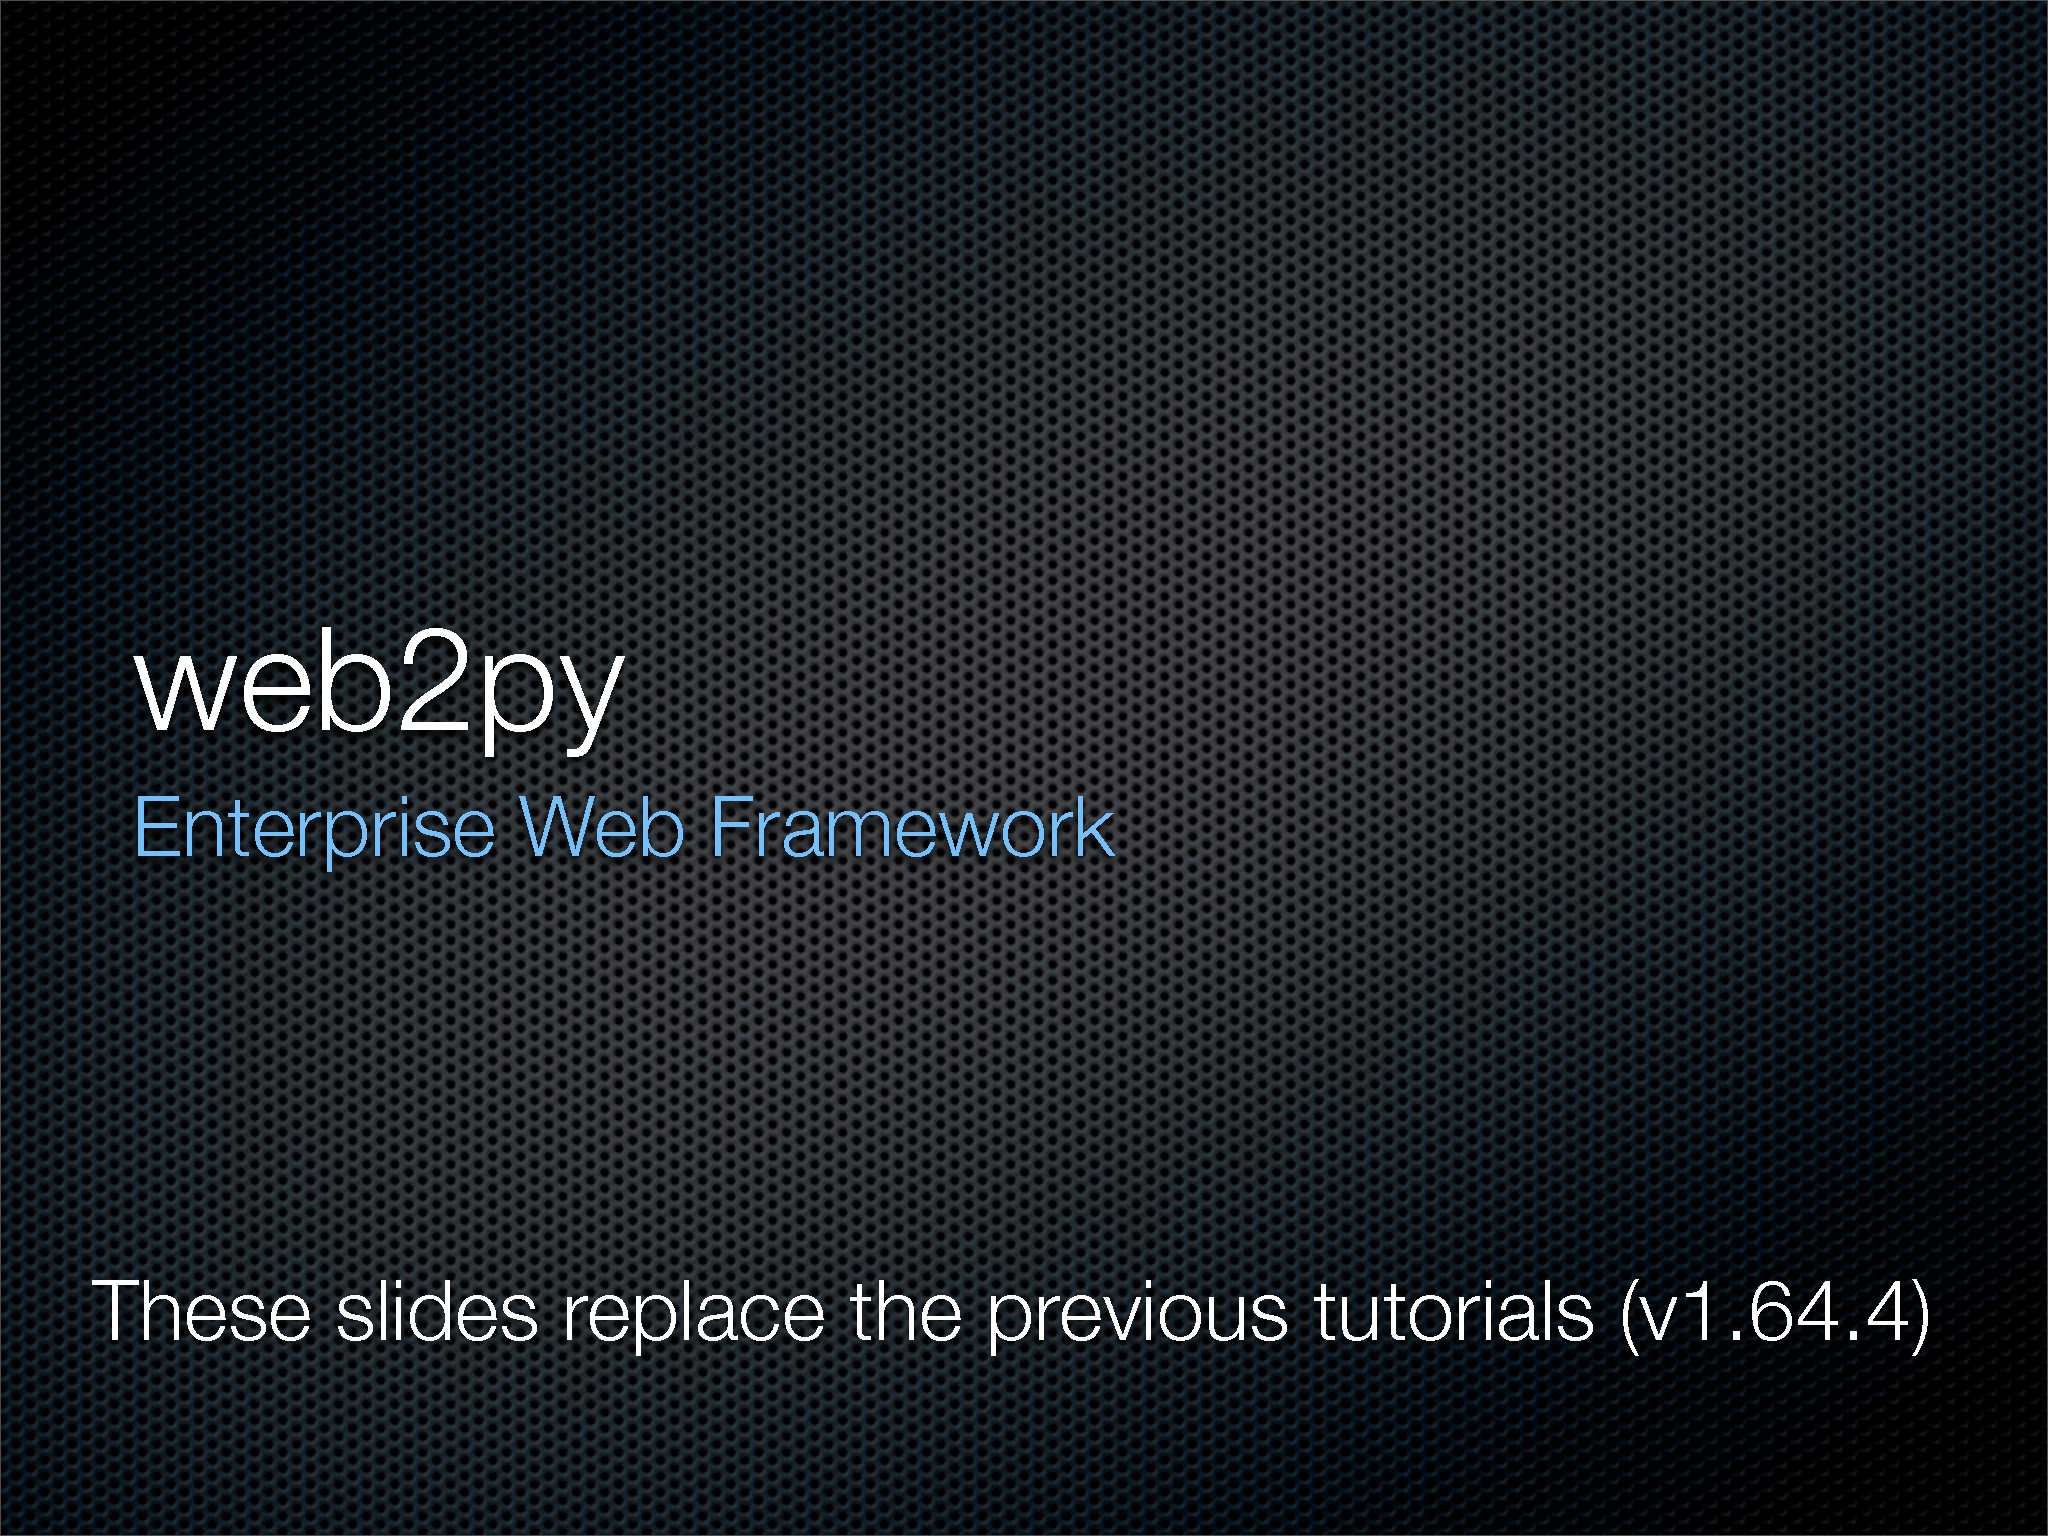 web2py
Enterprise Web Framework
These slides replace the previous tutorials (v1.64.4)